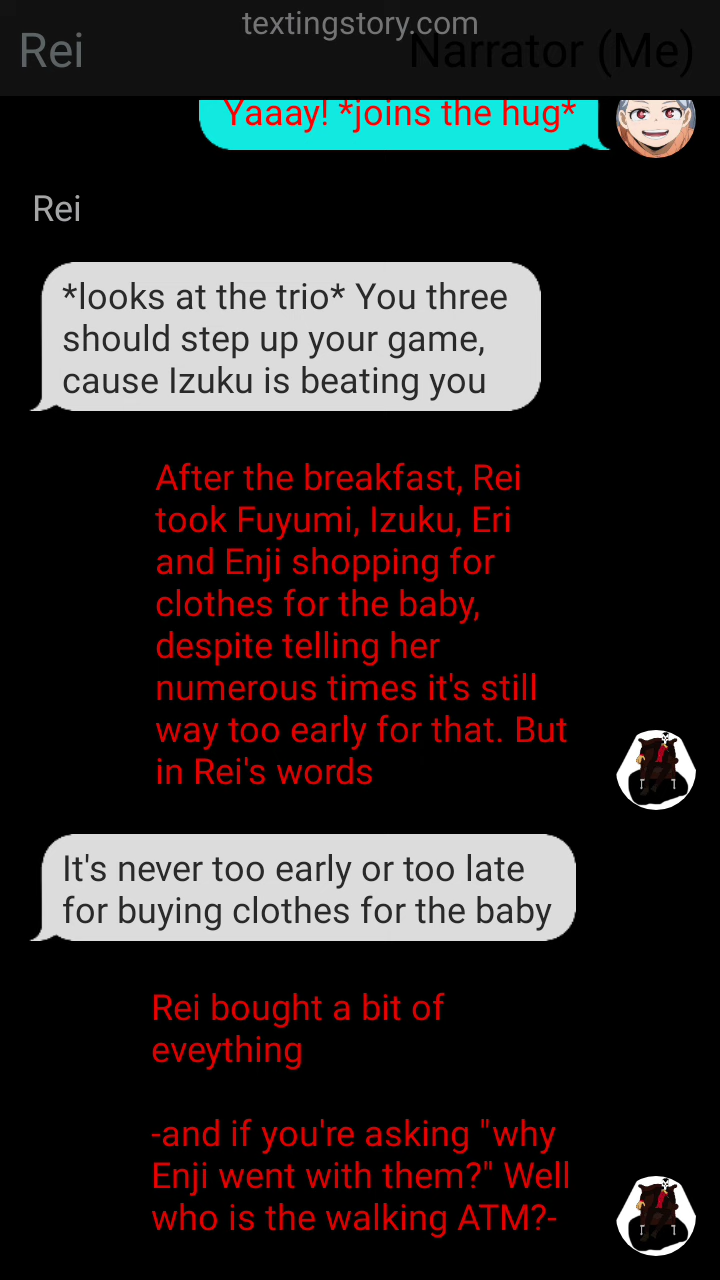 textingstory.com
Rei
Narrator (Me)
Yaaay! *joins the hug*
Rei
*looks at the trio* You three
should step up your game,
cause Izuku is beating you
After the breakfast, Rei
took Fuyumi, Izuku, Eri
and Enji shopping for
clothes for the baby,
despite telling her
numerous times it's still
way too early for that. But
in Rei's words
It's never too early or too late
for buying clothes for the baby
Rei bought a bit of
eveything
-and if you're asking "why
Enji went with them?" Well
who is the walking ATM?-